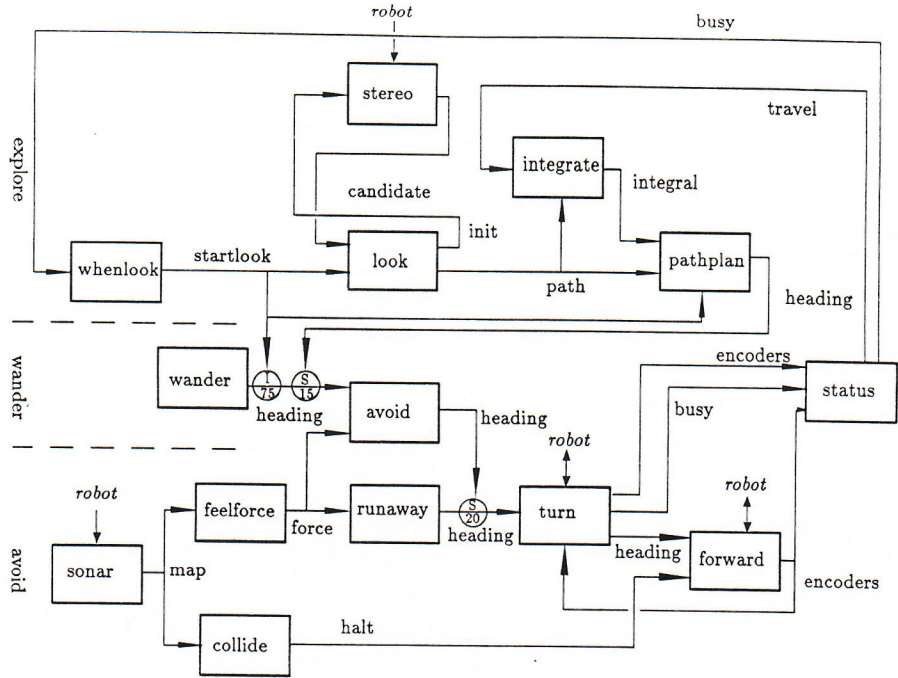 robot
busy
stereo
travel
explore
integrate
integral
candidate
init
startlook
whenlook
look
pathplan
path
heading
wander
wander
T
75
S
15
heading
avoid
heading
encoders
busy
status
robot
robot
robot
feelforce
force
runaway
S
20
heading
turn
heading
forward
encoders
avoid
sonar
map
collide
halt